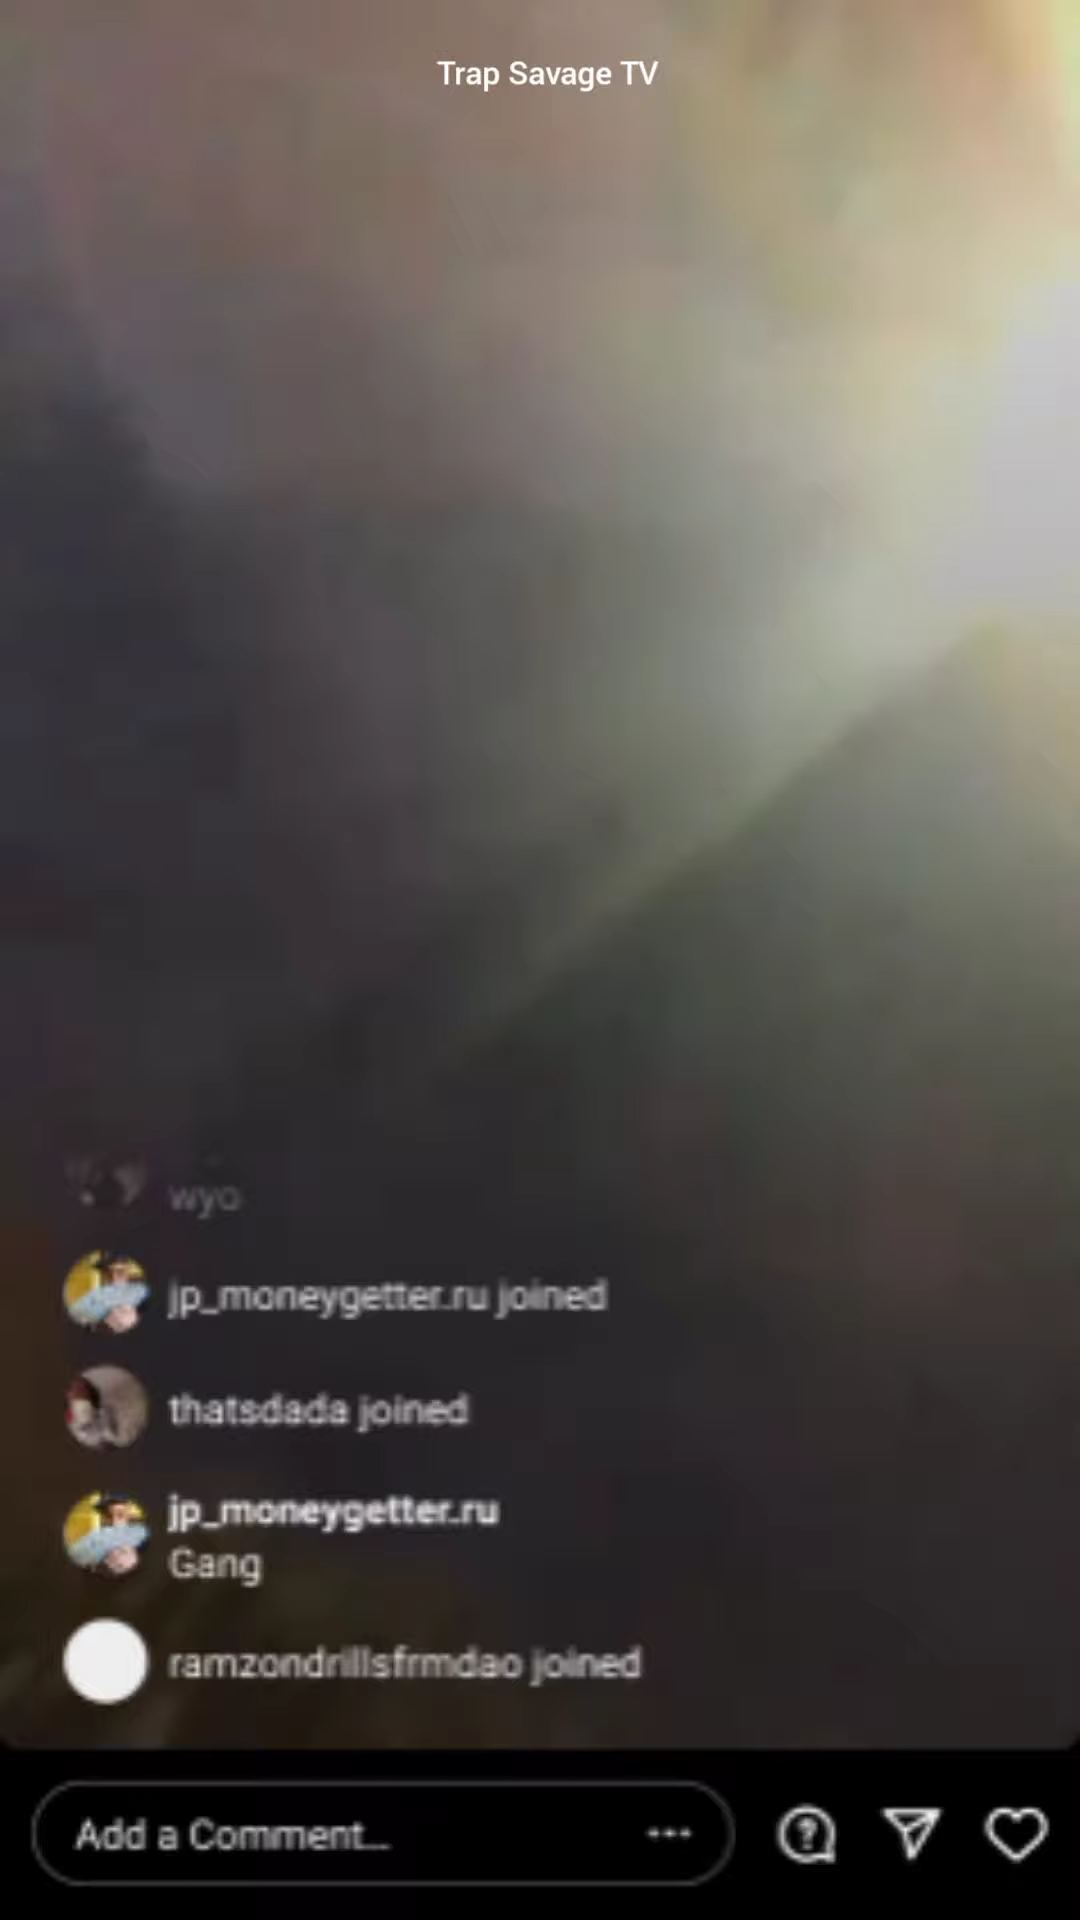 Trap Savage TV
wyo
jp_moneygetter.ru joined
thatsdada joined
jp_moneygetter.ru
Gang
ramzondrillsfrmdao joined
Add a Comment...